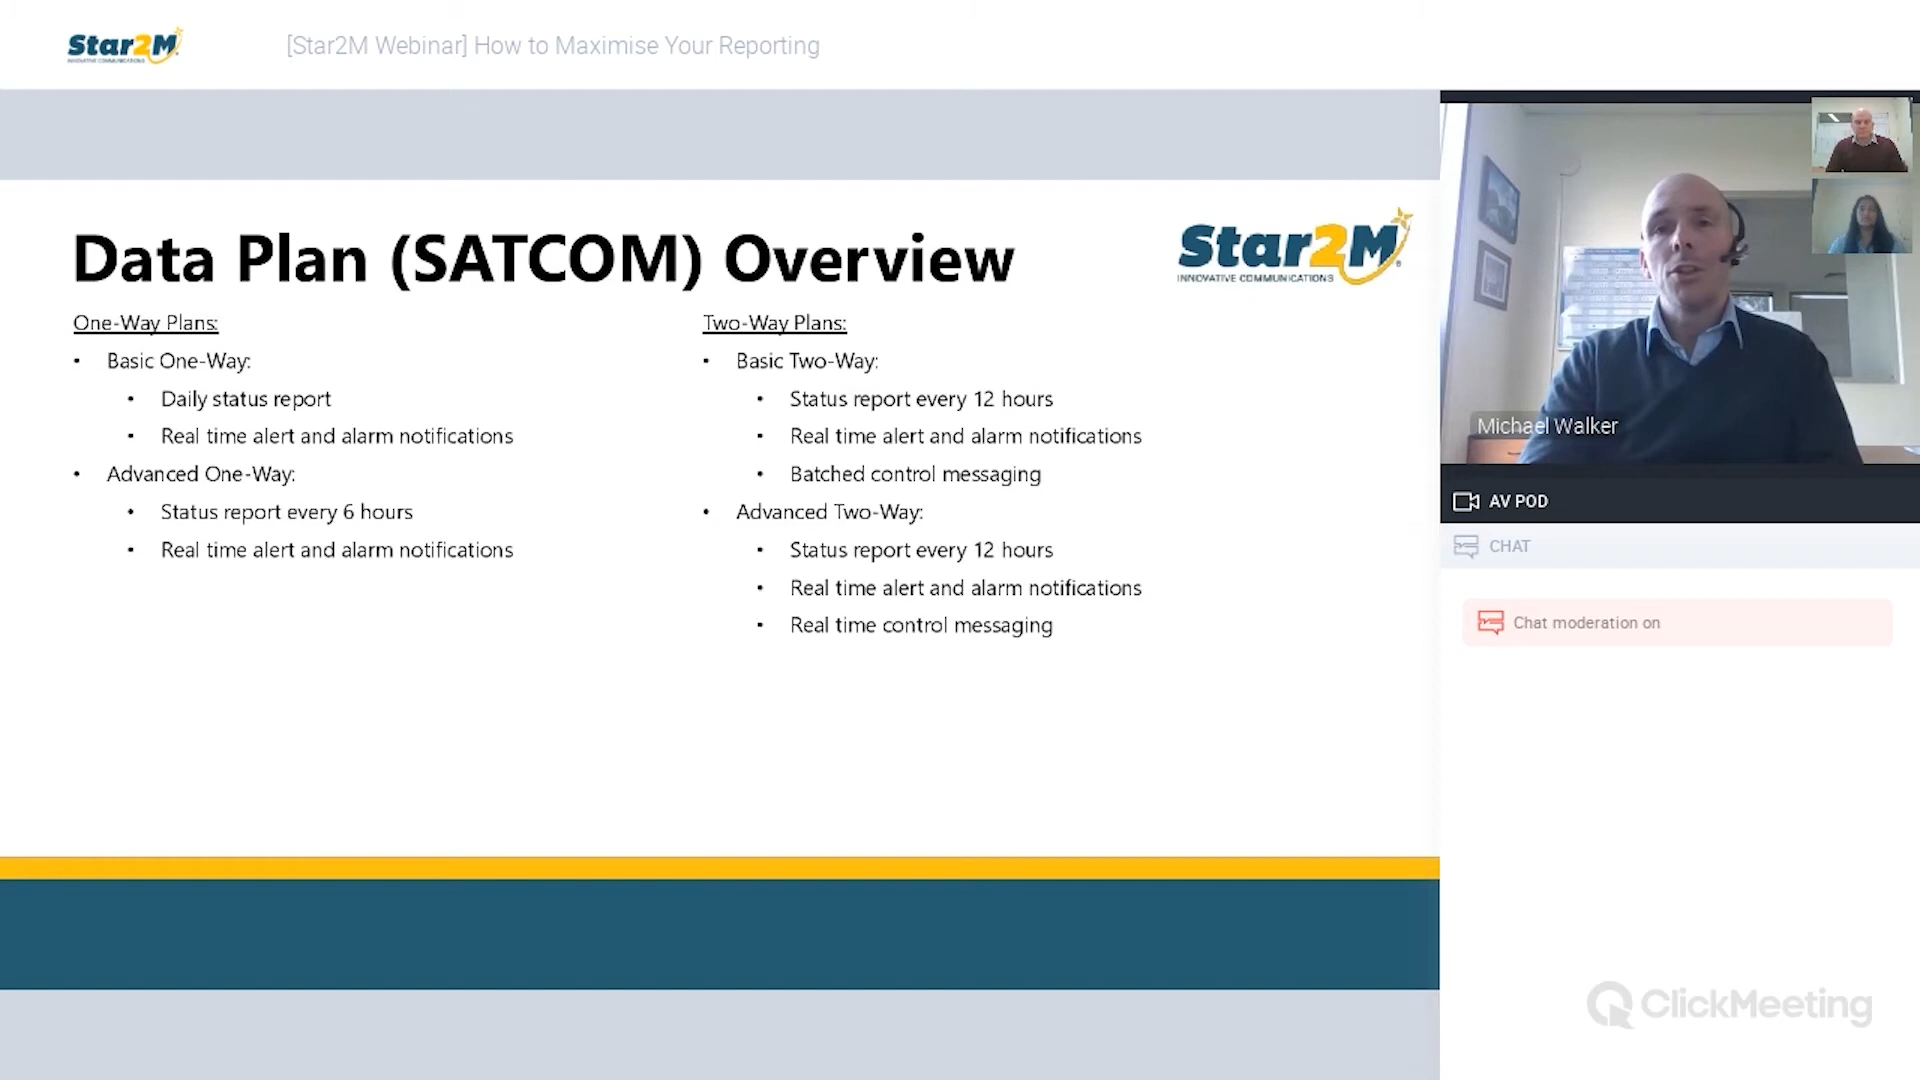 Star2M
INNOVATIVE COMMUNICATIONS
[Star2M Webinar] How to Maximise Your Reporting
Data Plan (SATCOM) Overview
Star2M
INNOVATIVE COMMUNICATIONS
One-Way Plans:
• Basic One-Way:
• Daily status report
• Real time alert and alarm notifications
• Advanced One-Way:
• Status report every 6 hours
• Real time alert and alarm notifications
Two-Way Plans:
• Basic Two-Way:
• Status report every 12 hours
• Real time alert and alarm notifications
• Batched control messaging
• Advanced Two-Way:
• Status report every 12 hours
• Real time alert and alarm notifications
• Real time control messaging
Michael Walker
AV POD
CHAT
Chat moderation on
ClickMeeting